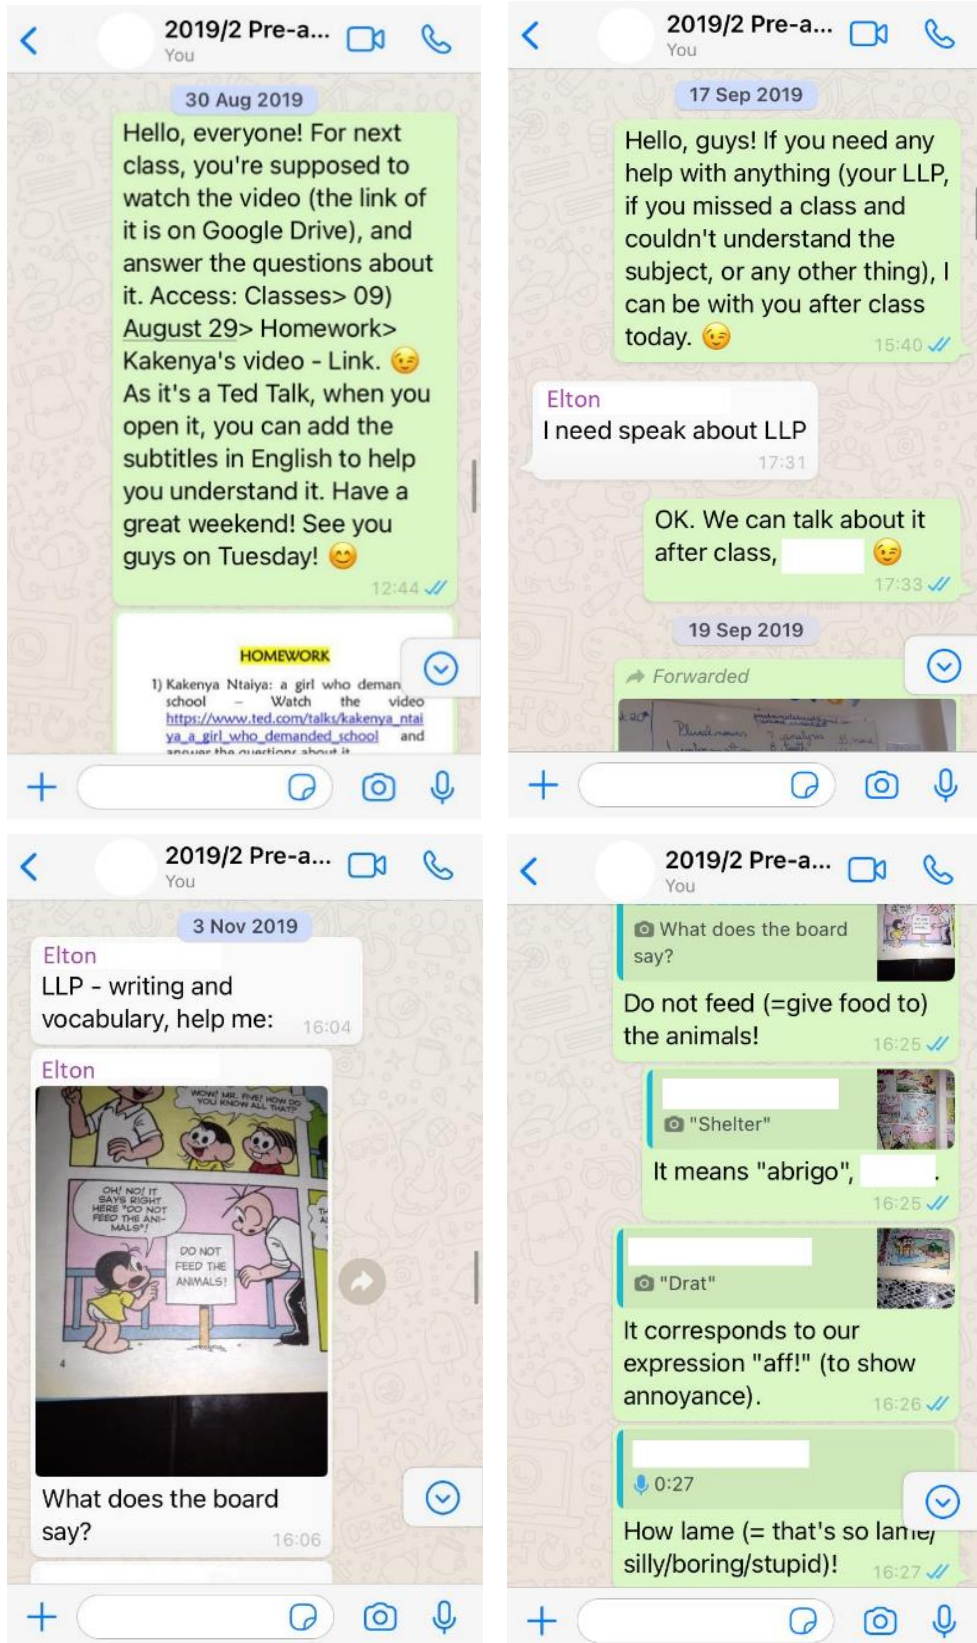 2019/2 Pre-a...
You
30 Aug 2019
Hello, everyone! For next
class, you're supposed to
watch the video (the link of
it is on Google Drive), and
answer the questions about
it. Access: Classes> 09)
August 29> Homework>
Kakenya's video - Link. 😉
As it's a Ted Talk, when you
open it, you can add the
subtitles in English to help
you understand it. Have a
great weekend! See you
guys on Tuesday! 😊
12:44
HOMEWORK
1) Kakenya Ntaiya: a girl who deman
school – Watch the video
https://www.ted.com/talks/kakenya_ntai
ya_a_girl_who_demanded_school and
answer the questions about it
2019/2 Pre-a...
You
17 Sep 2019
Hello, guys! If you need any
help with anything (your LLP,
if you missed a class and
couldn't understand the
subject, or any other thing), I
can be with you after class
today. 😉
15:40
Elton
I need speak about LLP
17:31
OK. We can talk about it
after class, 😉
17:33
19 Sep 2019
Forwarded
Plural nouns
2019/2 Pre-a...
You
3 Nov 2019
Elton
LLP - writing and
vocabulary, help me:
16:04
Elton
WOW! MR. FIVE! HOW DO
YOU KNOW ALL THAT?
OH! NO! IT
SAYS RIGHT
HERE "DO NOT
FEED THE ANI-
MALS"!
DO NOT
FEED THE
ANIMALS!
4
What does the board
say?
16:06
2019/2 Pre-a...
You
What does the board
say?
Do not feed (=give food to)
the animals!
16:25
"Shelter"
It means "abrigo", .
16:25
"Drat"
It corresponds to our
expression "aff!" (to show
annoyance).
16:26
0:27
How lame (= that's so lame/
silly/boring/stupid)!
16:27